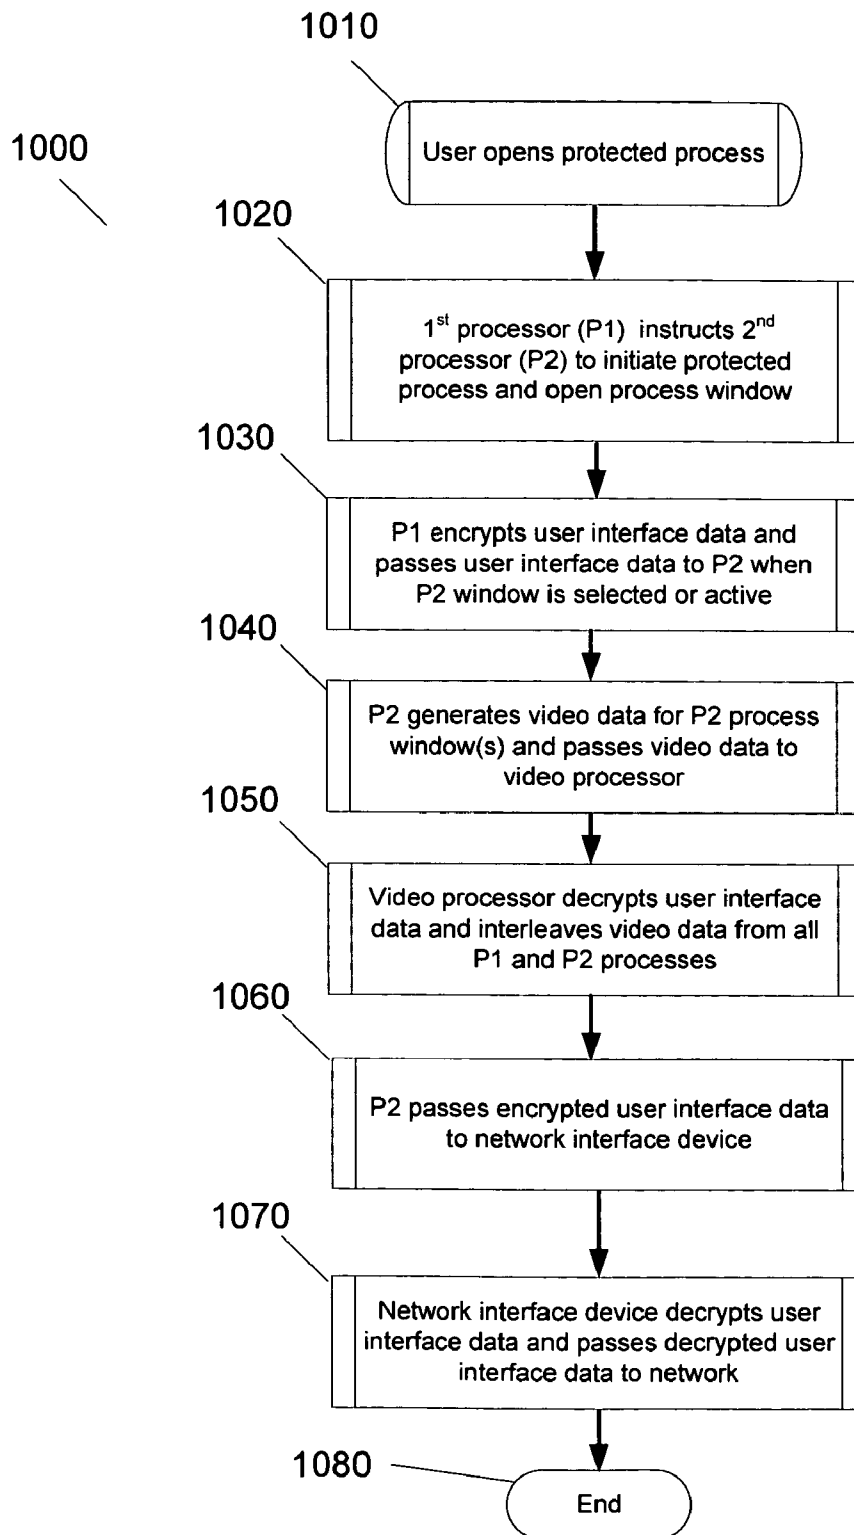 1010
User opens protected process
1000
1020
1st processor (P1) instructs 2nd
processor (P2) to initiate protected
process and open process window
1030
P1 encrypts user interface data and
passes user interface data to P2 when
P2 window is selected or active
1040
P2 generates video data for P2 process
window(s) and passes video data to
video processor
1050
Video processor decrypts user interface
data and interleaves video data from all
P1 and P2 processes
1060
P2 passes encrypted user interface data
to network interface device
1070
Network interface device decrypts user
interface data and passes decrypted user
interface data to network
1080
End